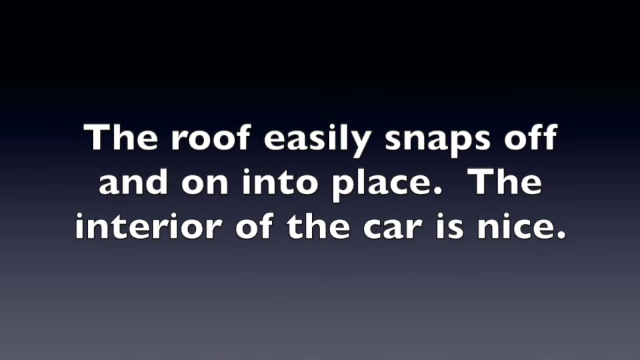 The roof easily snaps off
and on into place.  The
interior of the car is nice.